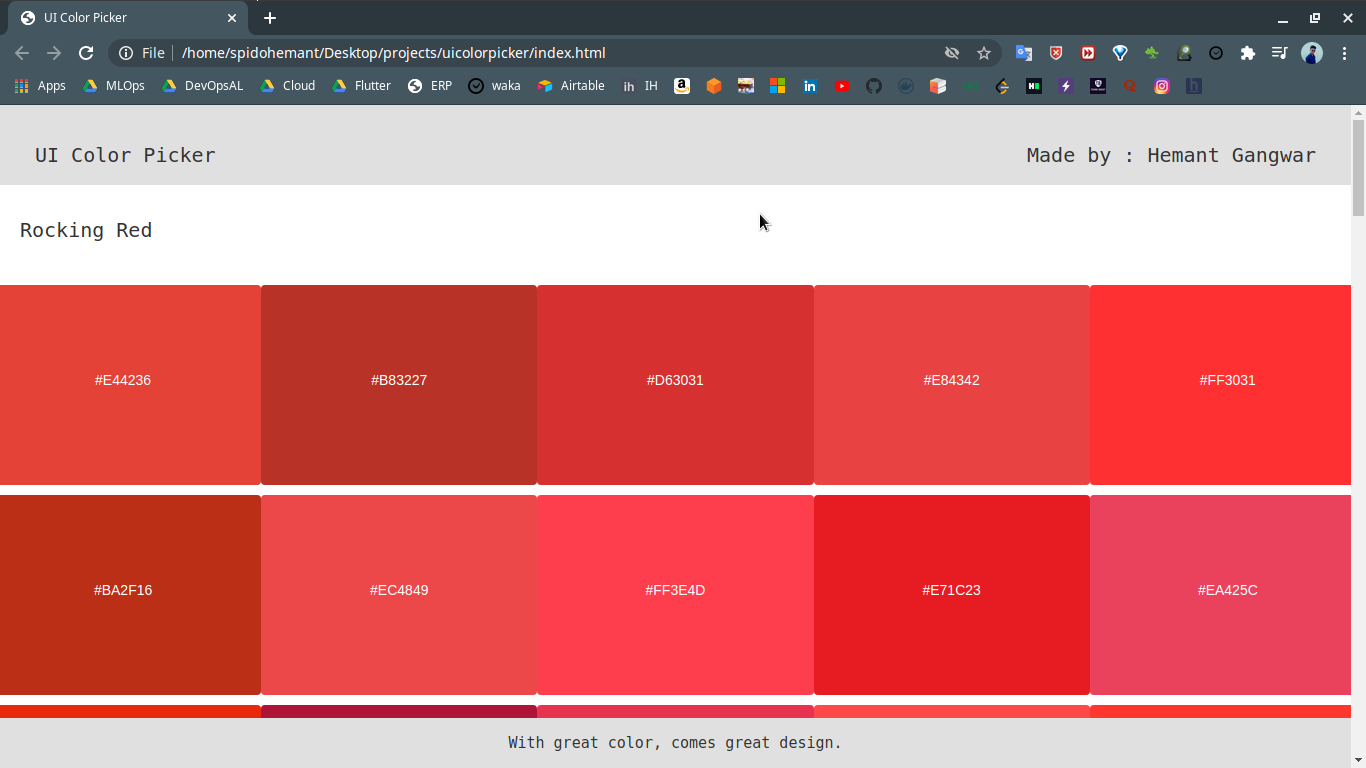 UI Color Picker
File /home/spidohemant/Desktop/projects/uicolorpicker/index.html
Apps MLOps DevOpsAL Cloud Flutter ERP waka Airtable IH
UI Color Picker Made by : Hemant Gangwar
Rocking Red
#E44236 #B83227 #D63031 #E84342 #FF3031
#BA2F16 #EC4849 #FF3E4D #E71C23 #EA425C
With great color, comes great design.